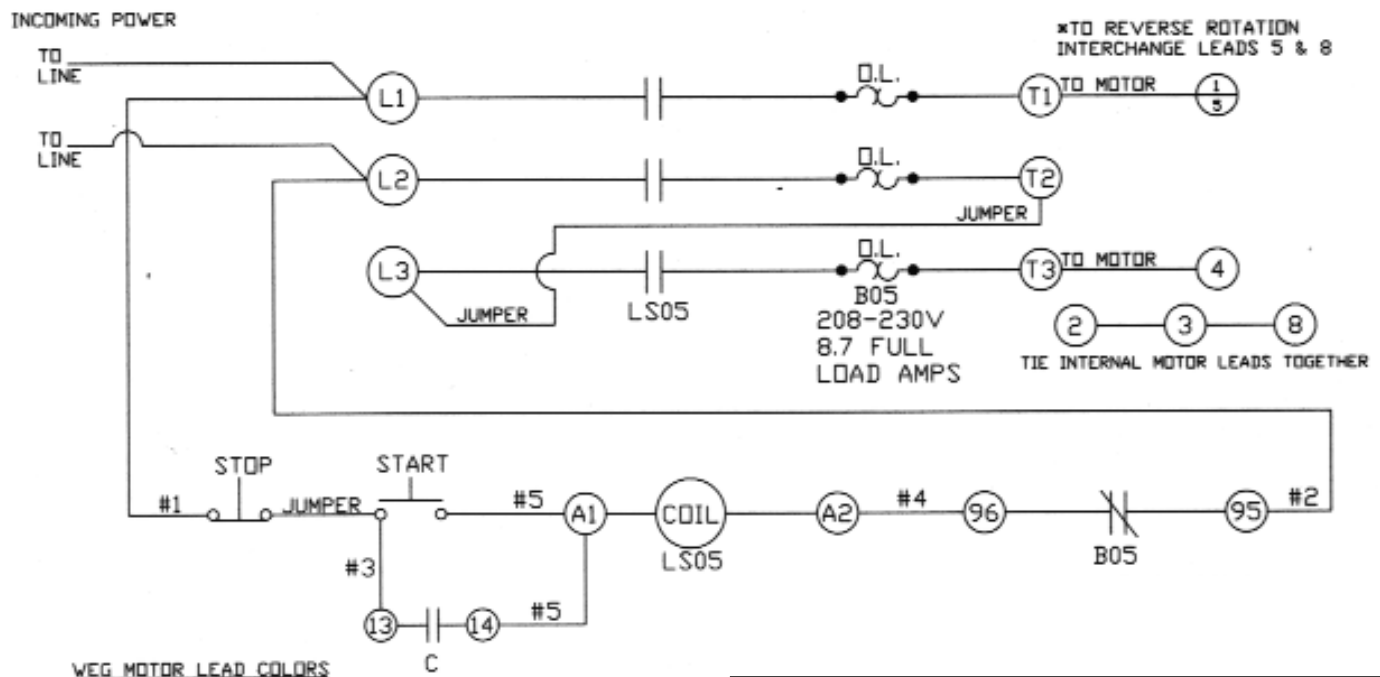 INCOMING POWER
*TO REVERSE ROTATION
INTERCHANGE LEADS 5 & 8
TO
LINE
L1
O.L.
T1
TO MOTOR
1
5
TO
LINE
L2
O.L.
T2
JUMPER
L3
JUMPER
LS05
O.L.
B05
208-230V
8.7 FULL
LOAD AMPS
T3
TO MOTOR
4
2
3
8
TIE INTERNAL MOTOR LEADS TOGETHER
STOP
START
#1
JUMPER
#5
A1
COIL
LS05
A2
#4
96
B05
95
#2
#3
13
C
14
#5
WEG MOTOR LEAD COLORS